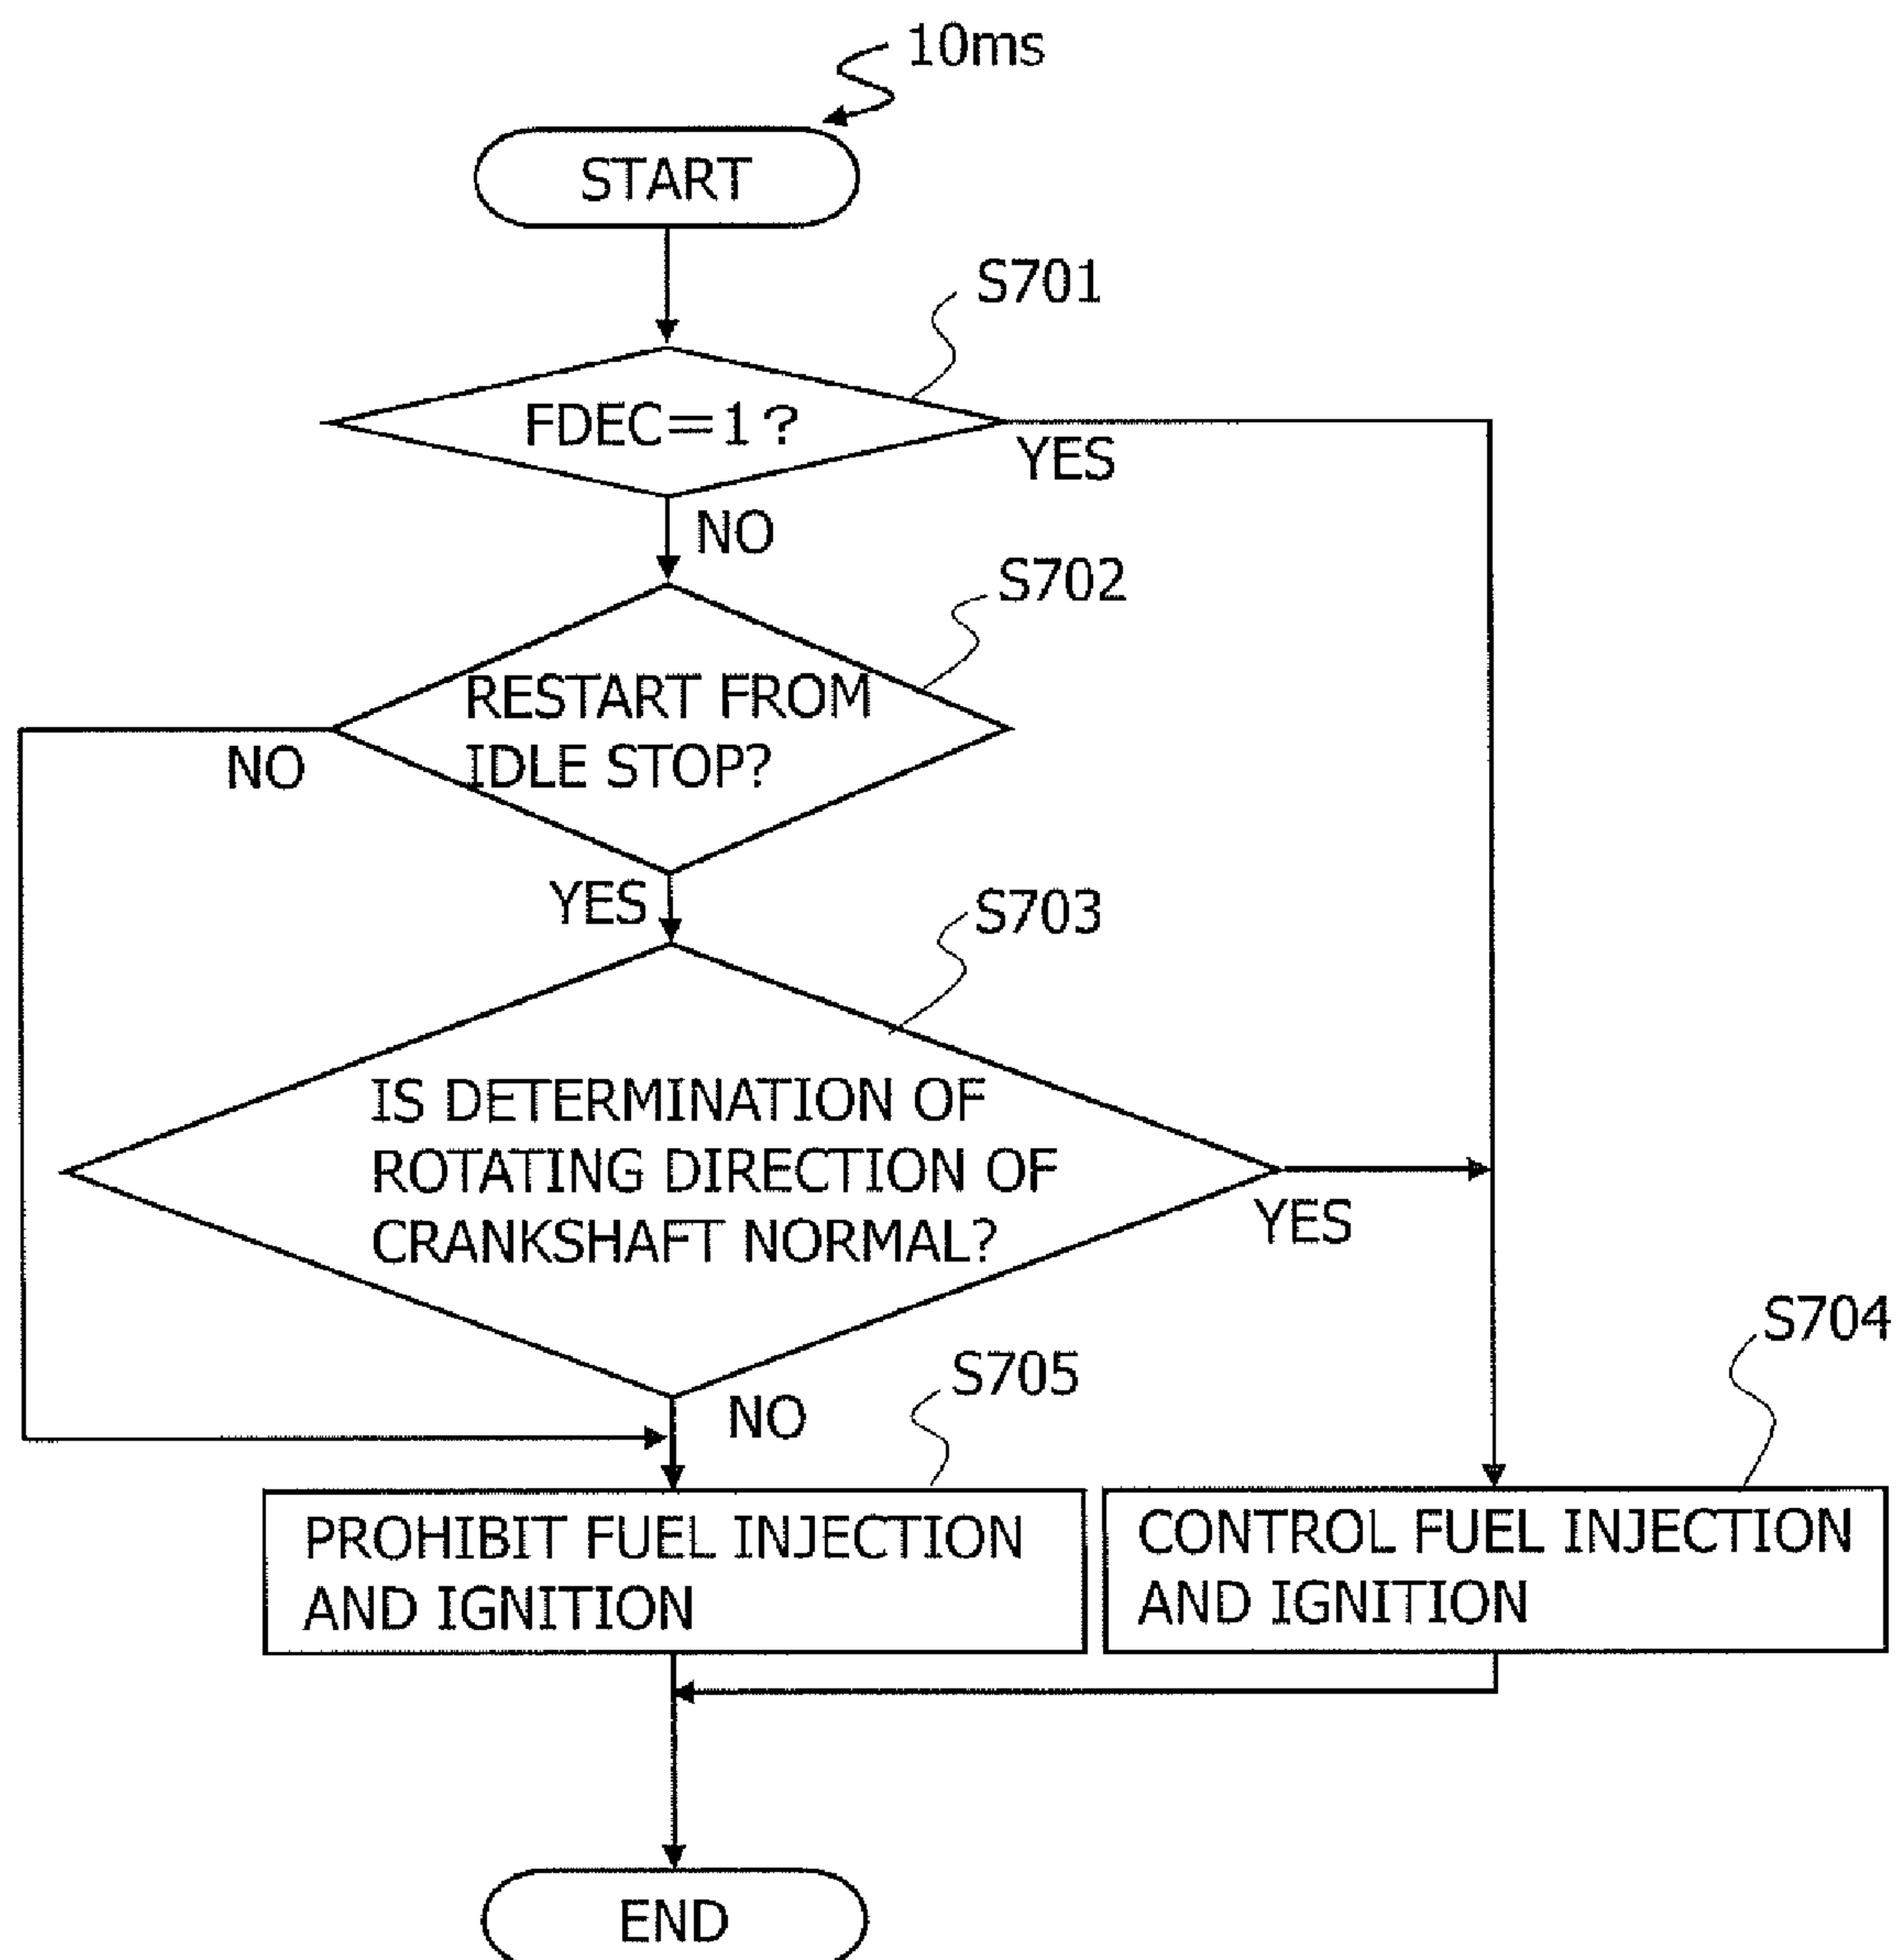 10ms
START
S701
FDEC=1?
YES
NO
S702
RESTART FROM
IDLE STOP?
NO
YES
S703
IS DETERMINATION OF
ROTATING DIRECTION OF
CRANKSHAFT NORMAL?
YES
S704
S705
NO
PROHIBIT FUEL INJECTION
AND IGNITION
CONTROL FUEL INJECTION
AND IGNITION
END